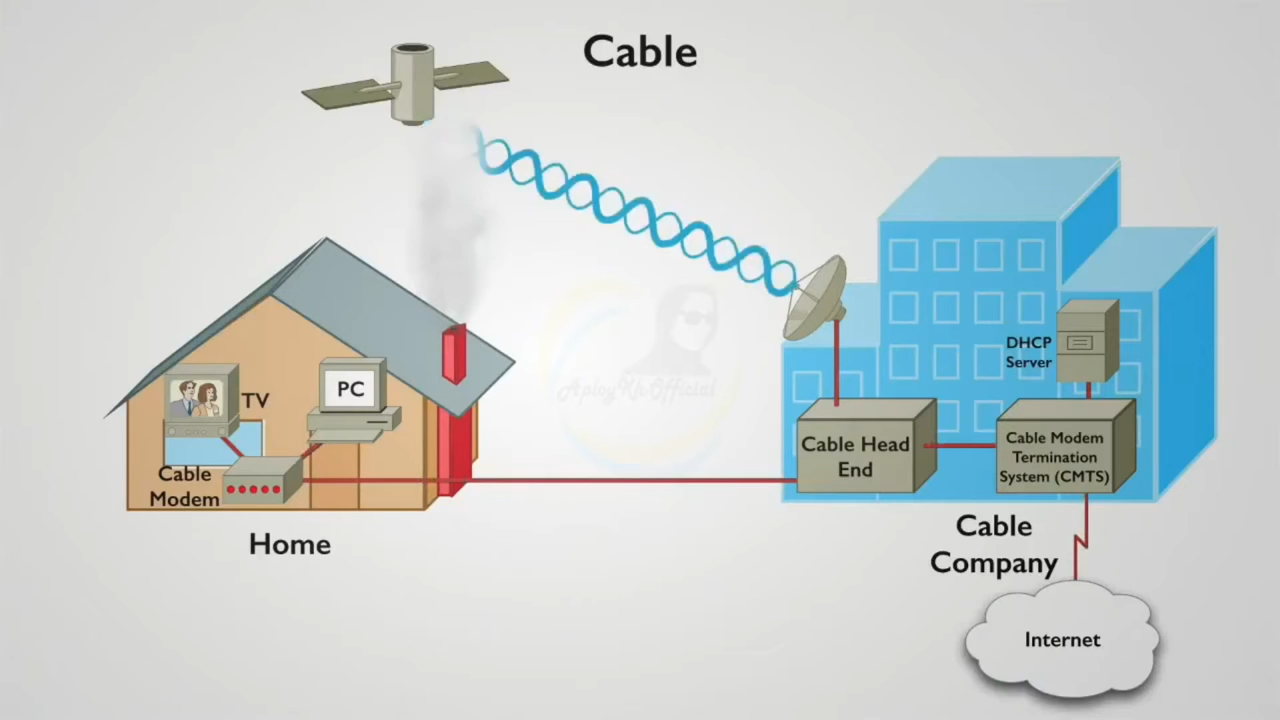 Cable
TV
PC
Cable
Modem
Home
DHCP
Server
Cable Head
End
Cable Modem
Termination
System (CMTS)
Cable
Company
Internet